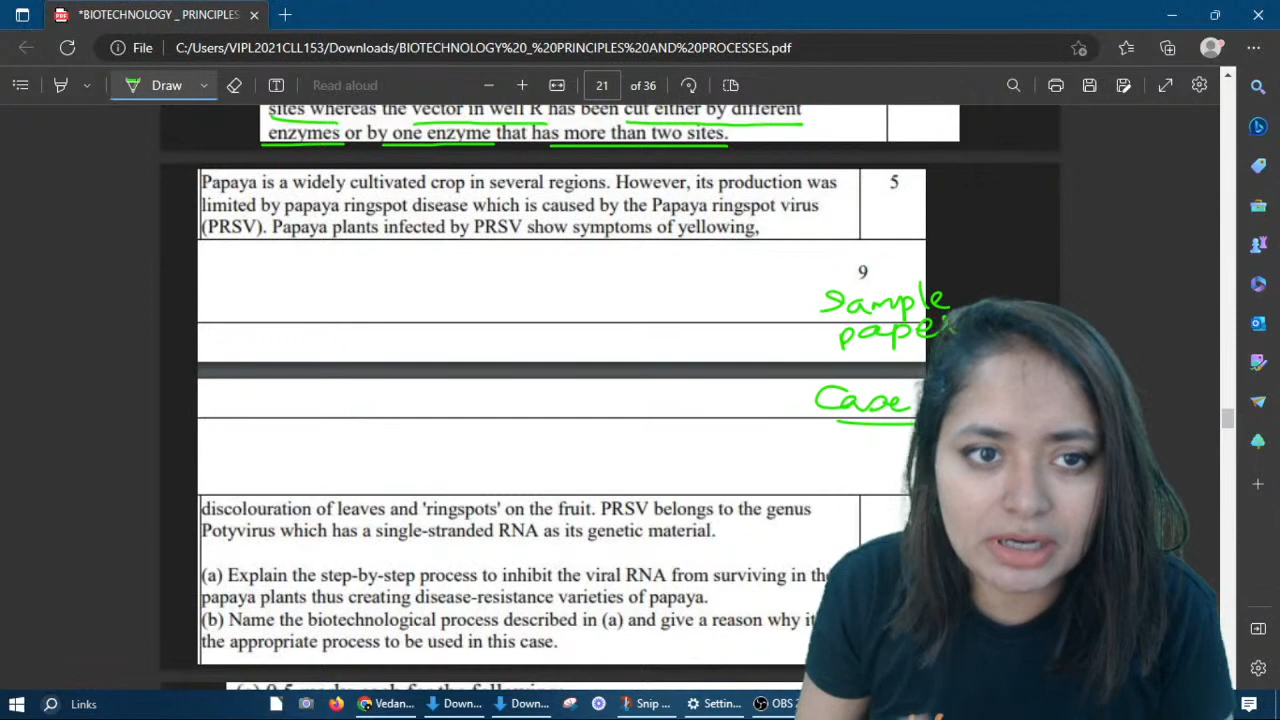 *BIOTECHNOLOGY _ PRINCIPLES
File C:/Users/VIPL2021CLL153/Downloads/BIOTECHNOLOGY%20_%20PRINCIPLES%20AND%20PROCESSES.pdf
Draw Read aloud 21 of 36
sites whereas the vector in well R has been cut either by different
enzymes or by one enzyme that has more than two sites.
Papaya is a widely cultivated crop in several regions. However, its production was 5
limited by papaya ringspot disease which is caused by the Papaya ringspot virus
(PRSV). Papaya plants infected by PRSV show symptoms of yellowing,
9
Sample
paper
Case
discolouration of leaves and 'ringspots' on the fruit. PRSV belongs to the genus
Potyvirus which has a single-stranded RNA as its genetic material.
(a) Explain the step-by-step process to inhibit the viral RNA from surviving in the
papaya plants thus creating disease-resistance varieties of papaya.
(b) Name the biotechnological process described in (a) and give a reason why it
the appropriate process to be used in this case.
Links Vedan... Down... Down... Snip ... Settin... OBS 2